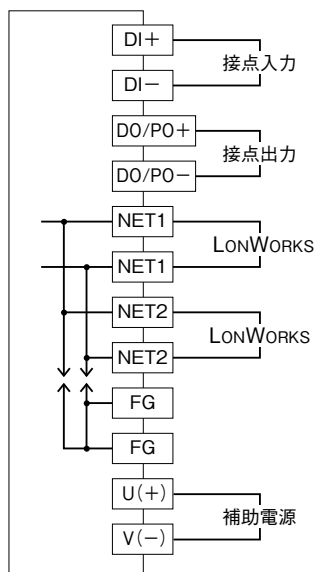 DI+
接点入力
DI−
DO/PO+
接点出力
DO/PO−
NET1
LONWORKS
NET1
NET2
LONWORKS
NET2
FG
FG
U(+)
補助電源
V(−)